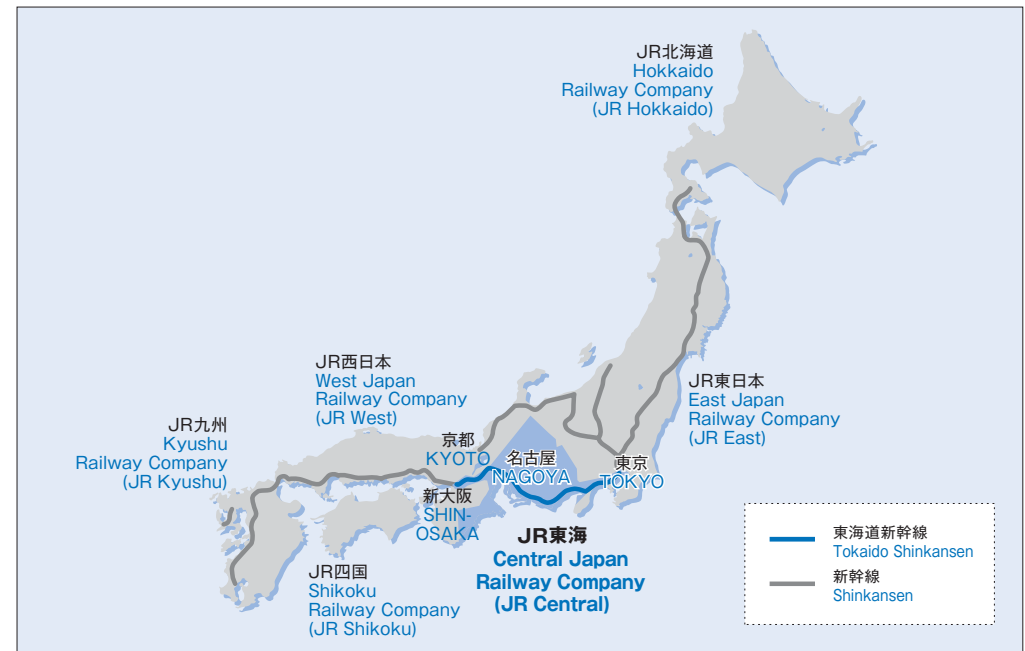 JR北海道
Hokkaido
Railway Company
(JR Hokkaido)
JR西日本
West Japan
Railway Company
(JR West)
JR東日本
East Japan
Railway Company
(JR East)
JR九州
Kyushu
Railway Company
(JR Kyushu)
京都
KYOTO
名古屋
NAGOYA
東京
TOKYO
新大阪
SHIN-
OSAKA
JR東海
Central Japan
Railway Company
(JR Central)
JR四国
Shikoku
Railway Company
(JR Shikoku)
東海道新幹線
Tokaido Shinkansen
新幹線
Shinkansen